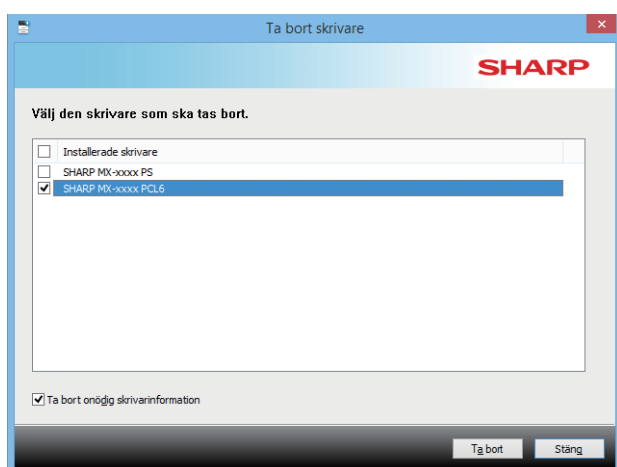 Ta bort skrivare
SHARP
Välj den skrivare som ska tas bort.
Installerade skrivare
SHARP MX-xxxx PS
SHARP MX-xxxx PCL6
Ta bort onödig skrivarinformation
Ta bort Stäng